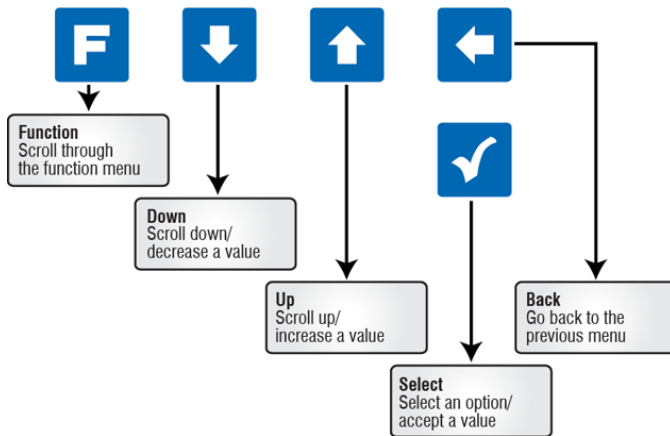 F
Function
Scroll through
the function menu
Down
Scroll down/
decrease a value
Up
Scroll up/
increase a value
Back
Go back to the
previous menu
Select
Select an option/
accept a value